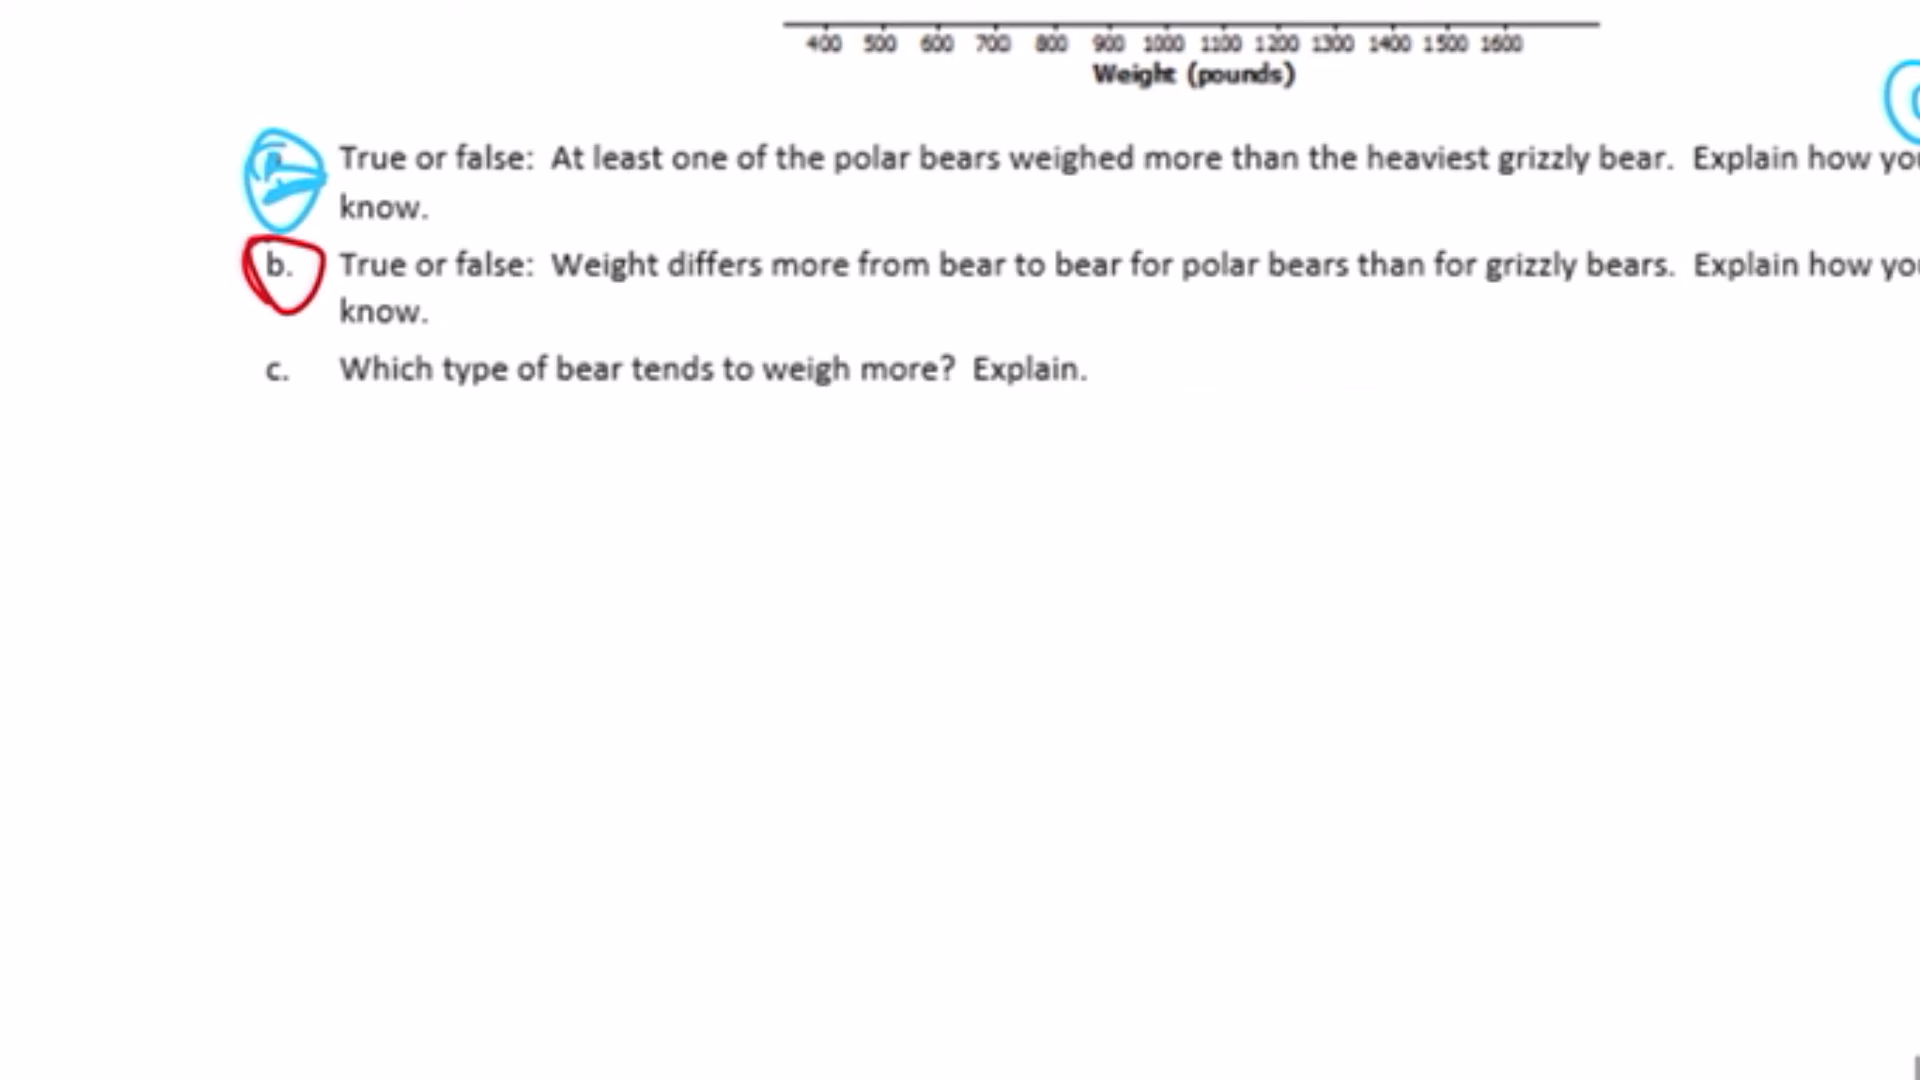 400 500 600 700 800 900 1000 1100 1200 1300 1400 1500 1600
Weight (pounds)
True or false: At least one of the polar bears weighed more than the heaviest grizzly bear. Explain how
know.
b. True or false: Weight differs more from bear to bear for polar bears than for grizzly bears. Explain how
know.
c. Which type of bear tends to weigh more? Explain.